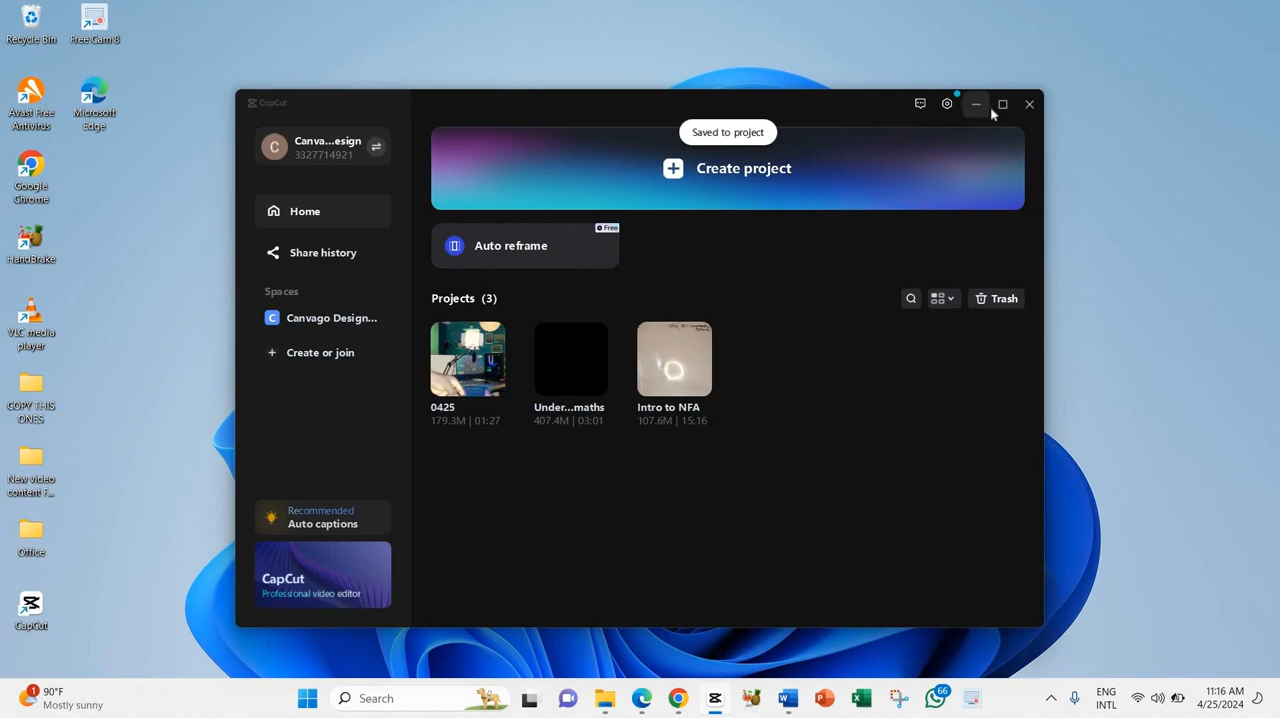 Recycle Bin
Free Cam 8
Avast Free
Antivirus
Microsoft
Edge
Google
Chrome
HandBrake
VLC media
player
COPY THIS
ONES
New video
content F...
Office
CapCut
CapCut
Canva...esign
3327714921
Home
Share history
Spaces
C Canvago Design...
+ Create or join
Recommended
Auto captions
CapCut
Professional video editor
C
Saved to project
Create project
Free
Auto reframe
Projects (3)
Trash
0425
179.3M | 01:27
Under...maths
407.4M | 03:01
Intro to NFA
107.6M | 15:16
1
90°F
Mostly sunny
Search
66
ENG
INTL
11:16 AM
4/25/2024